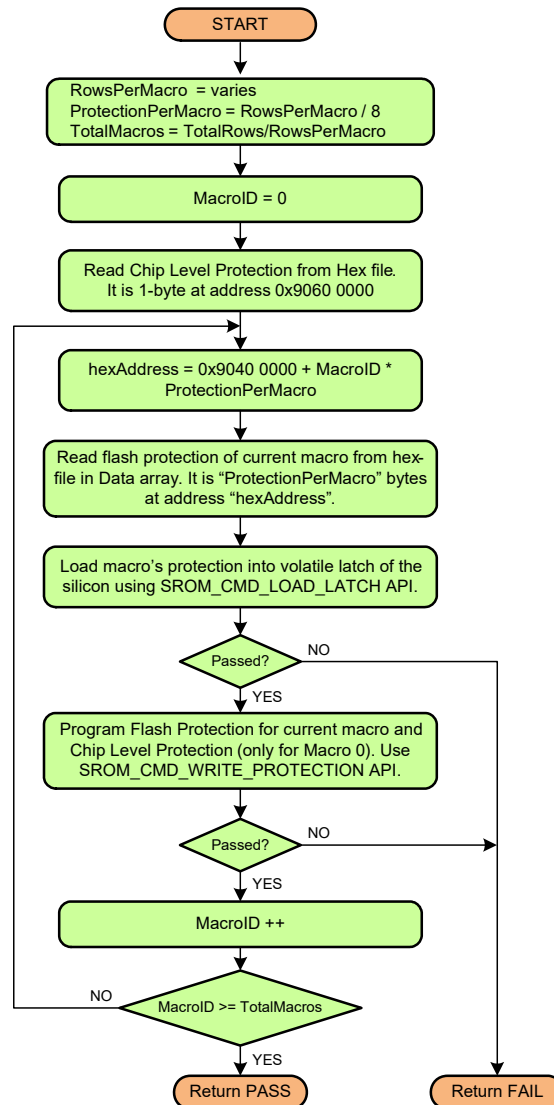 START
RowsPerMacro = varies
ProtectionPerMacro = RowsPerMacro / 8
TotalMacros = TotalRows/RowsPerMacro
MacroID = 0
Read Chip Level Protection from Hex file.
It is 1-byte at address 0x9060 0000
hexAddress = 0x9040 0000 + MacroID *
ProtectionPerMacro
Read flash protection of current macro from hex-
file in Data array. It is “ProtectionPerMacro” bytes
at address “hexAddress”.
Load macro’s protection into volatile latch of the
silicon using SROM_CMD_LOAD_LATCH API.
Passed?
NO
YES
Program Flash Protection for current macro and
Chip Level Protection (only for Macro 0). Use
SROM_CMD_WRITE_PROTECTION API.
Passed?
NO
YES
MacroID ++
NO
MacroID >= TotalMacros
YES
Return PASS
Return FAIL